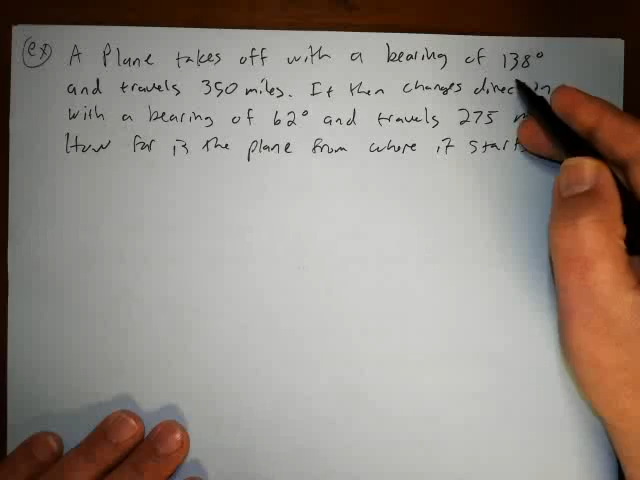 ex A Plane takes off with a bearing of 138°
and travels 350 miles. It then changes direction
with a bearing of 62° and travels 275
How far is the plane from where it